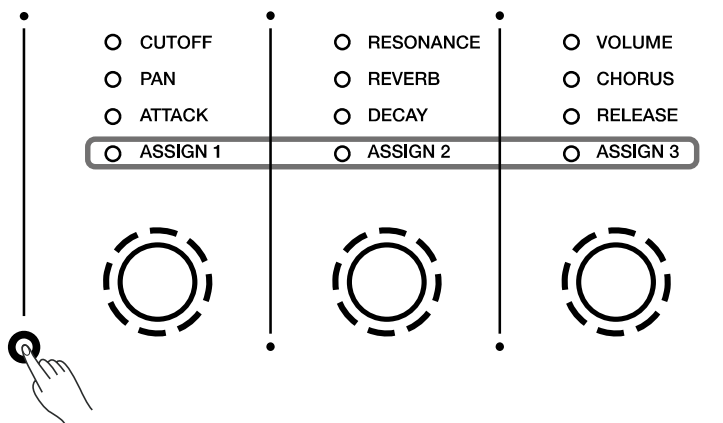 CUTOFF RESONANCE VOLUME
PAN REVERB CHORUS
ATTACK DECAY RELEASE
ASSIGN 1 ASSIGN 2 ASSIGN 3